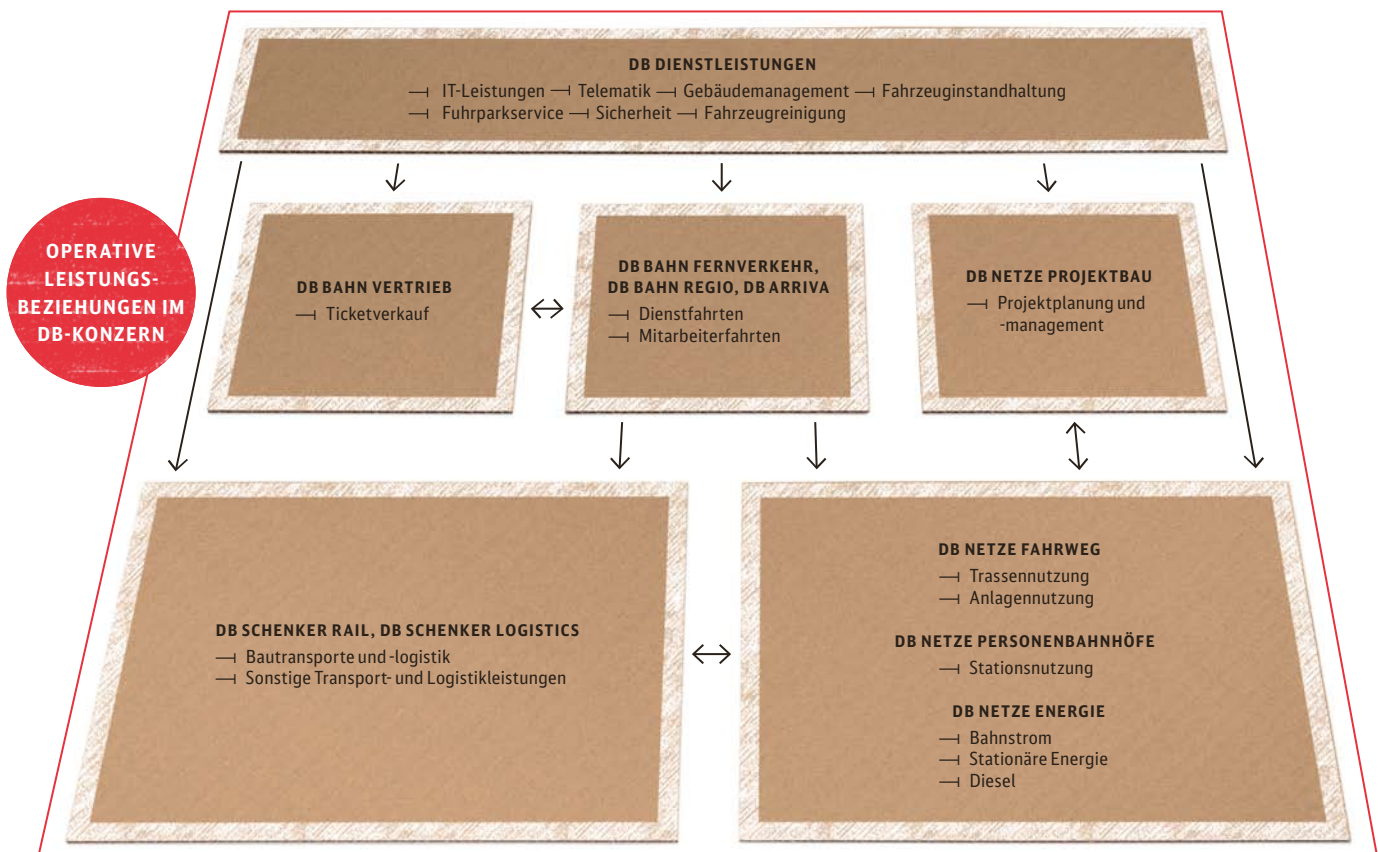 DB DIENSTLEISTUNGEN
IT-Leistungen Telematik Gebäudemanagement Fahrzeuginstandhaltung
Fuhrparkservice Sicherheit Fahrzeugreinigung
OPERATIVE
LEISTUNGS-
BEZIEHUNGEN IM
DB-KONZERN
DB BAHN VERTRIEB
Ticketverkauf
DB BAHN FERNVERKEHR,
DB BAHN REGIO, DB ARRIVA
Dienstfahrten
Mitarbeiterfahrten
DB NETZE PROJEKTBAU
Projektplanung und
-management
DB SCHENKER RAIL, DB SCHENKER LOGISTICS
Bautransporte und -logistik
Sonstige Transport- und Logistikleistungen
DB NETZE FAHRWEG
Trassennutzung
Anlagennutzung
DB NETZE PERSONENBAHNHÖFE
Stationsnutzung
DB NETZE ENERGIE
Bahnstrom
Stationäre Energie
Diesel